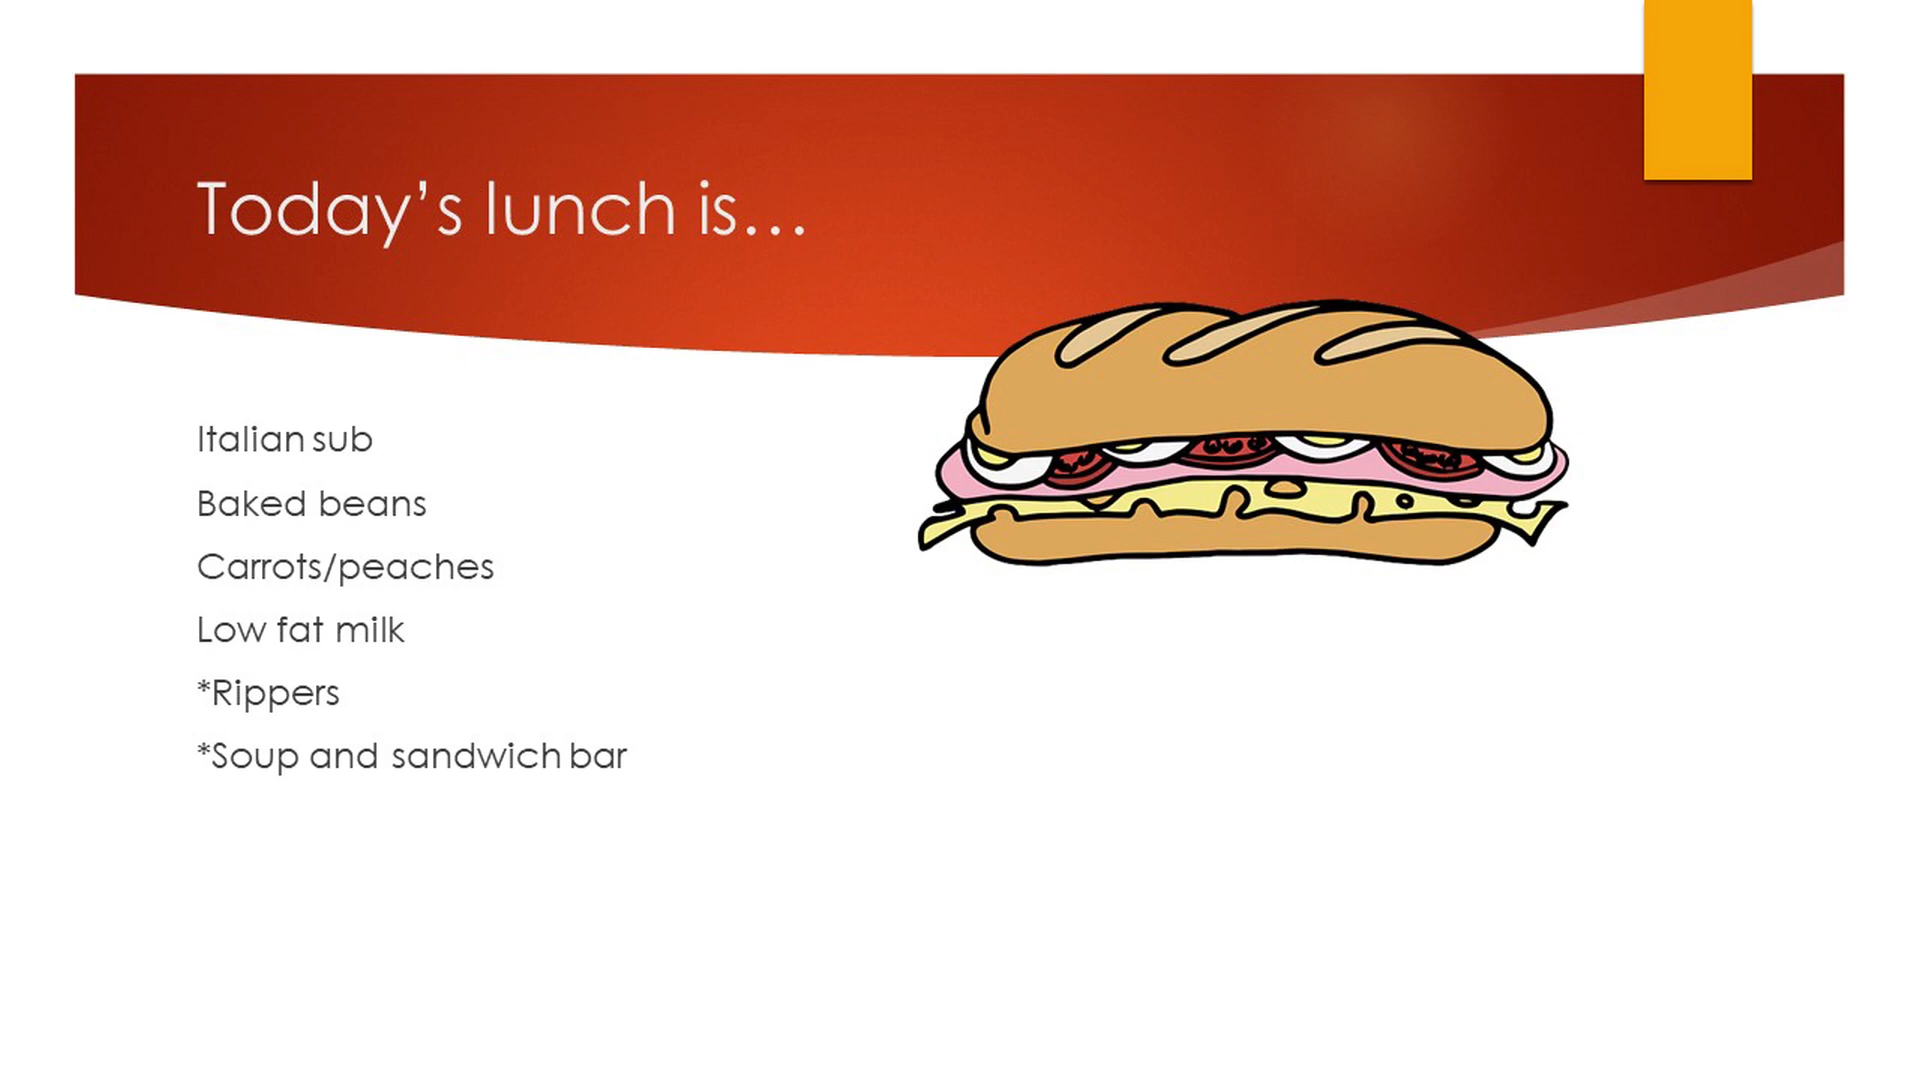 Today’s lunch is…
Italian sub
Baked beans
Carrots/peaches
Low fat milk
*Rippers
*Soup and sandwich bar